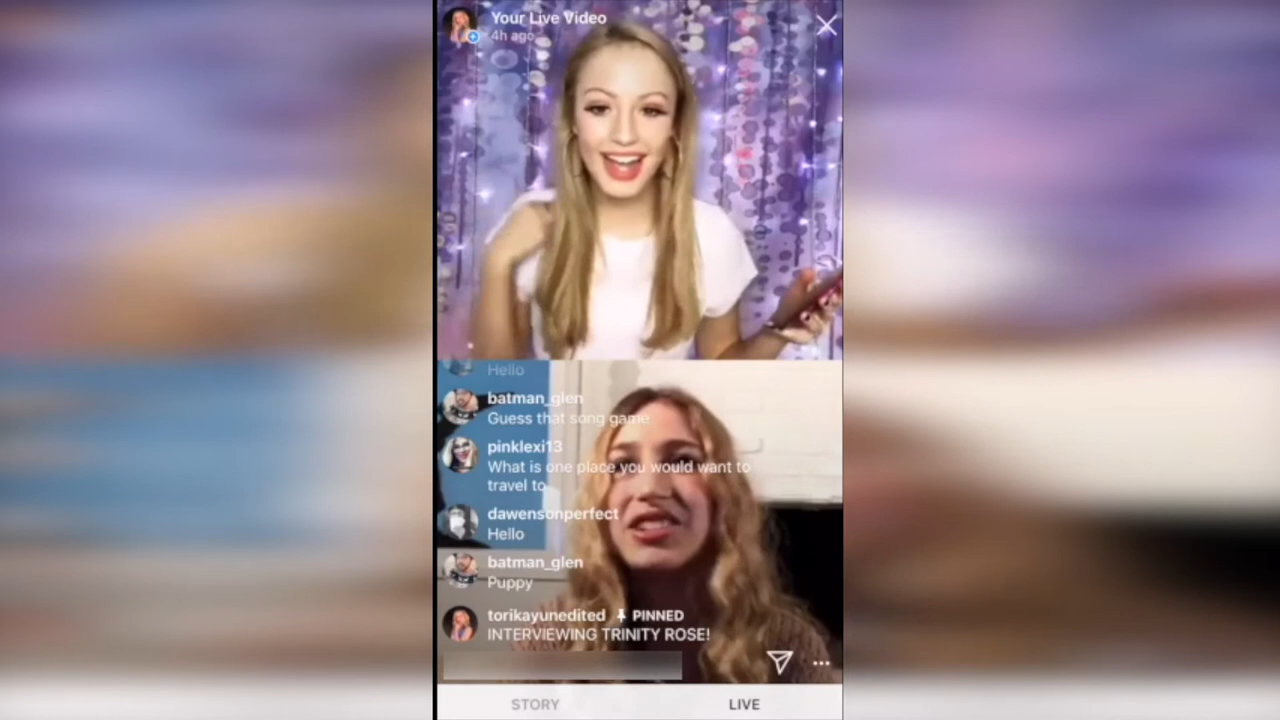 Your Live Video
4h ago
Hello
batman_glen
Guess that song game
pinklexi13
What is one place you would want to
travel to
dawensonperfect
Hello
batman_glen
Puppy
torikayunedited PINNED
INTERVIEWING TRINITY ROSE!
STORY LIVE